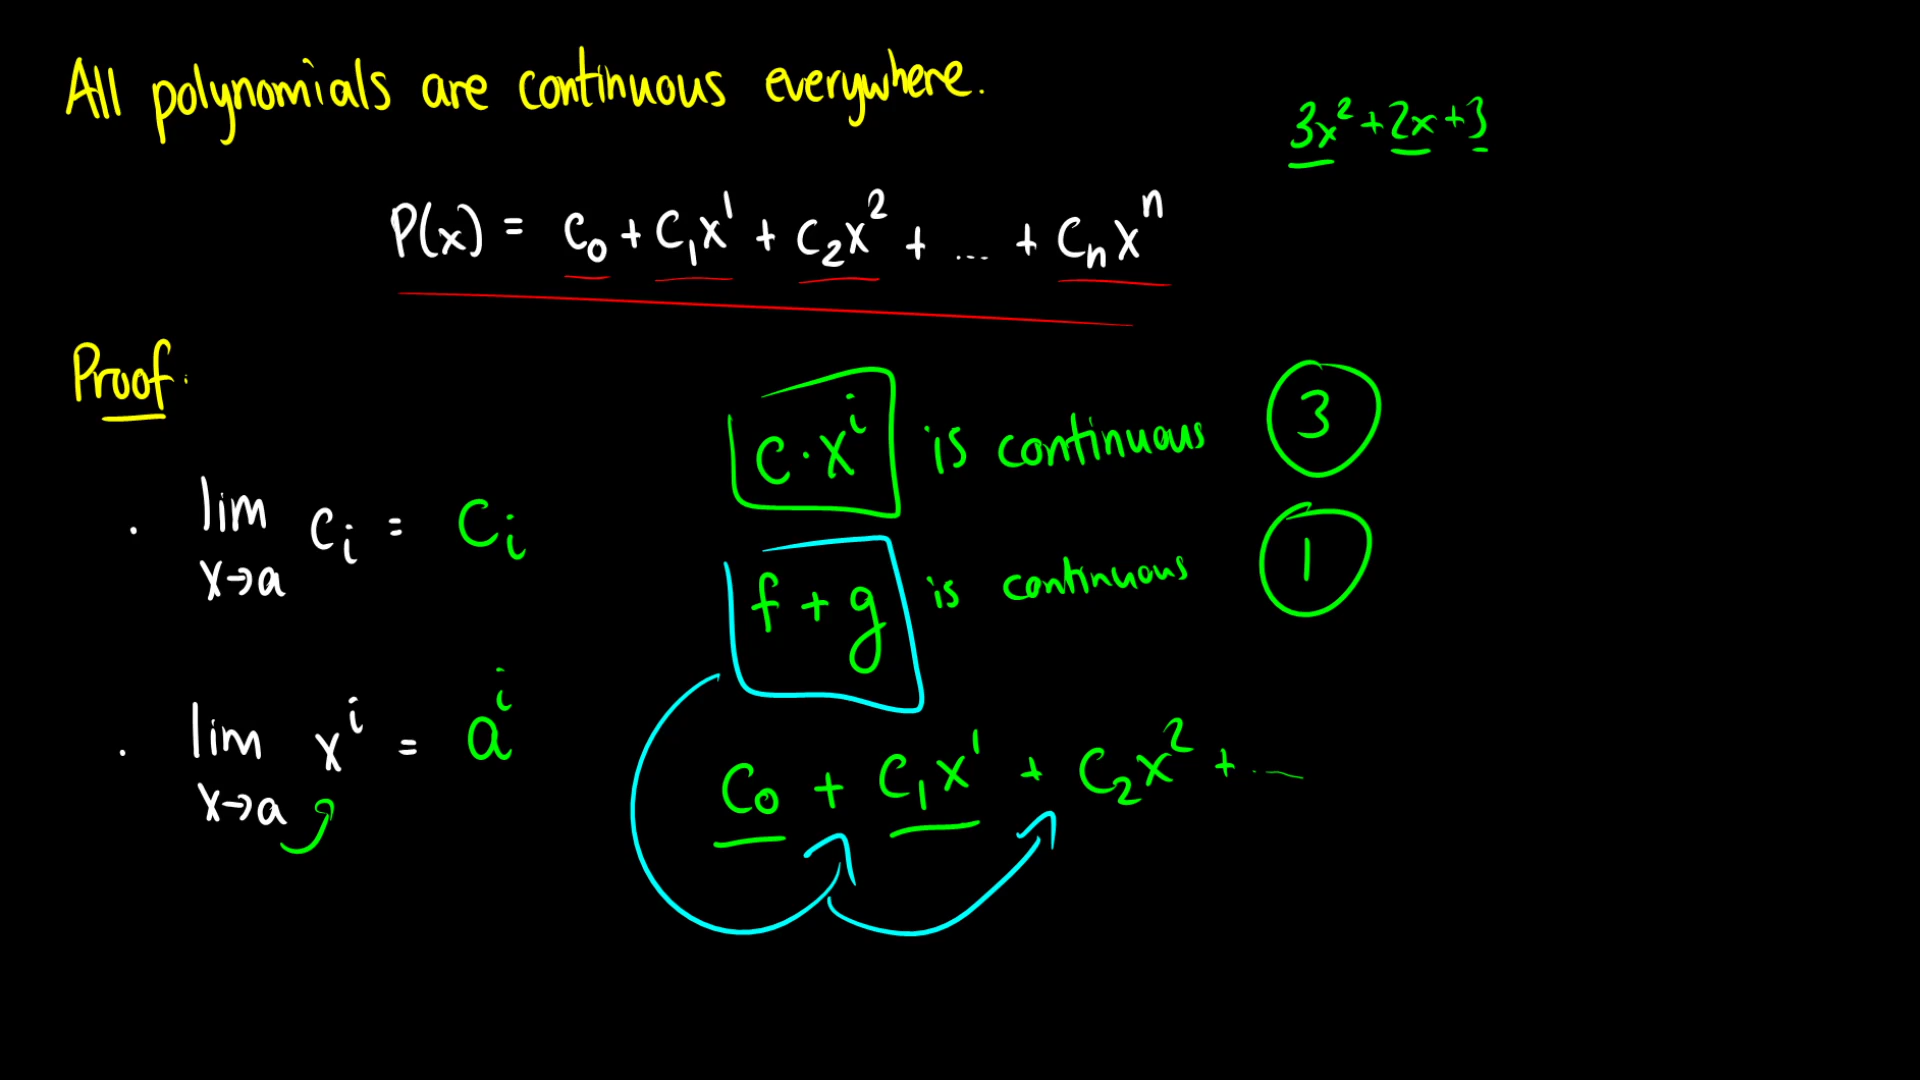 All polynomials are continuous everywhere.
3x² + 2x + 3
P(x) = c₀ + c₁x¹ + c₂x² + ... + cₙxⁿ
Proof:
c · xⁱ is continuous ③
lim x→a cᵢ = cᵢ
f + g is continuous ①
lim x→a xⁱ = aⁱ
c₀ + c₁x¹ + c₂x² + ...